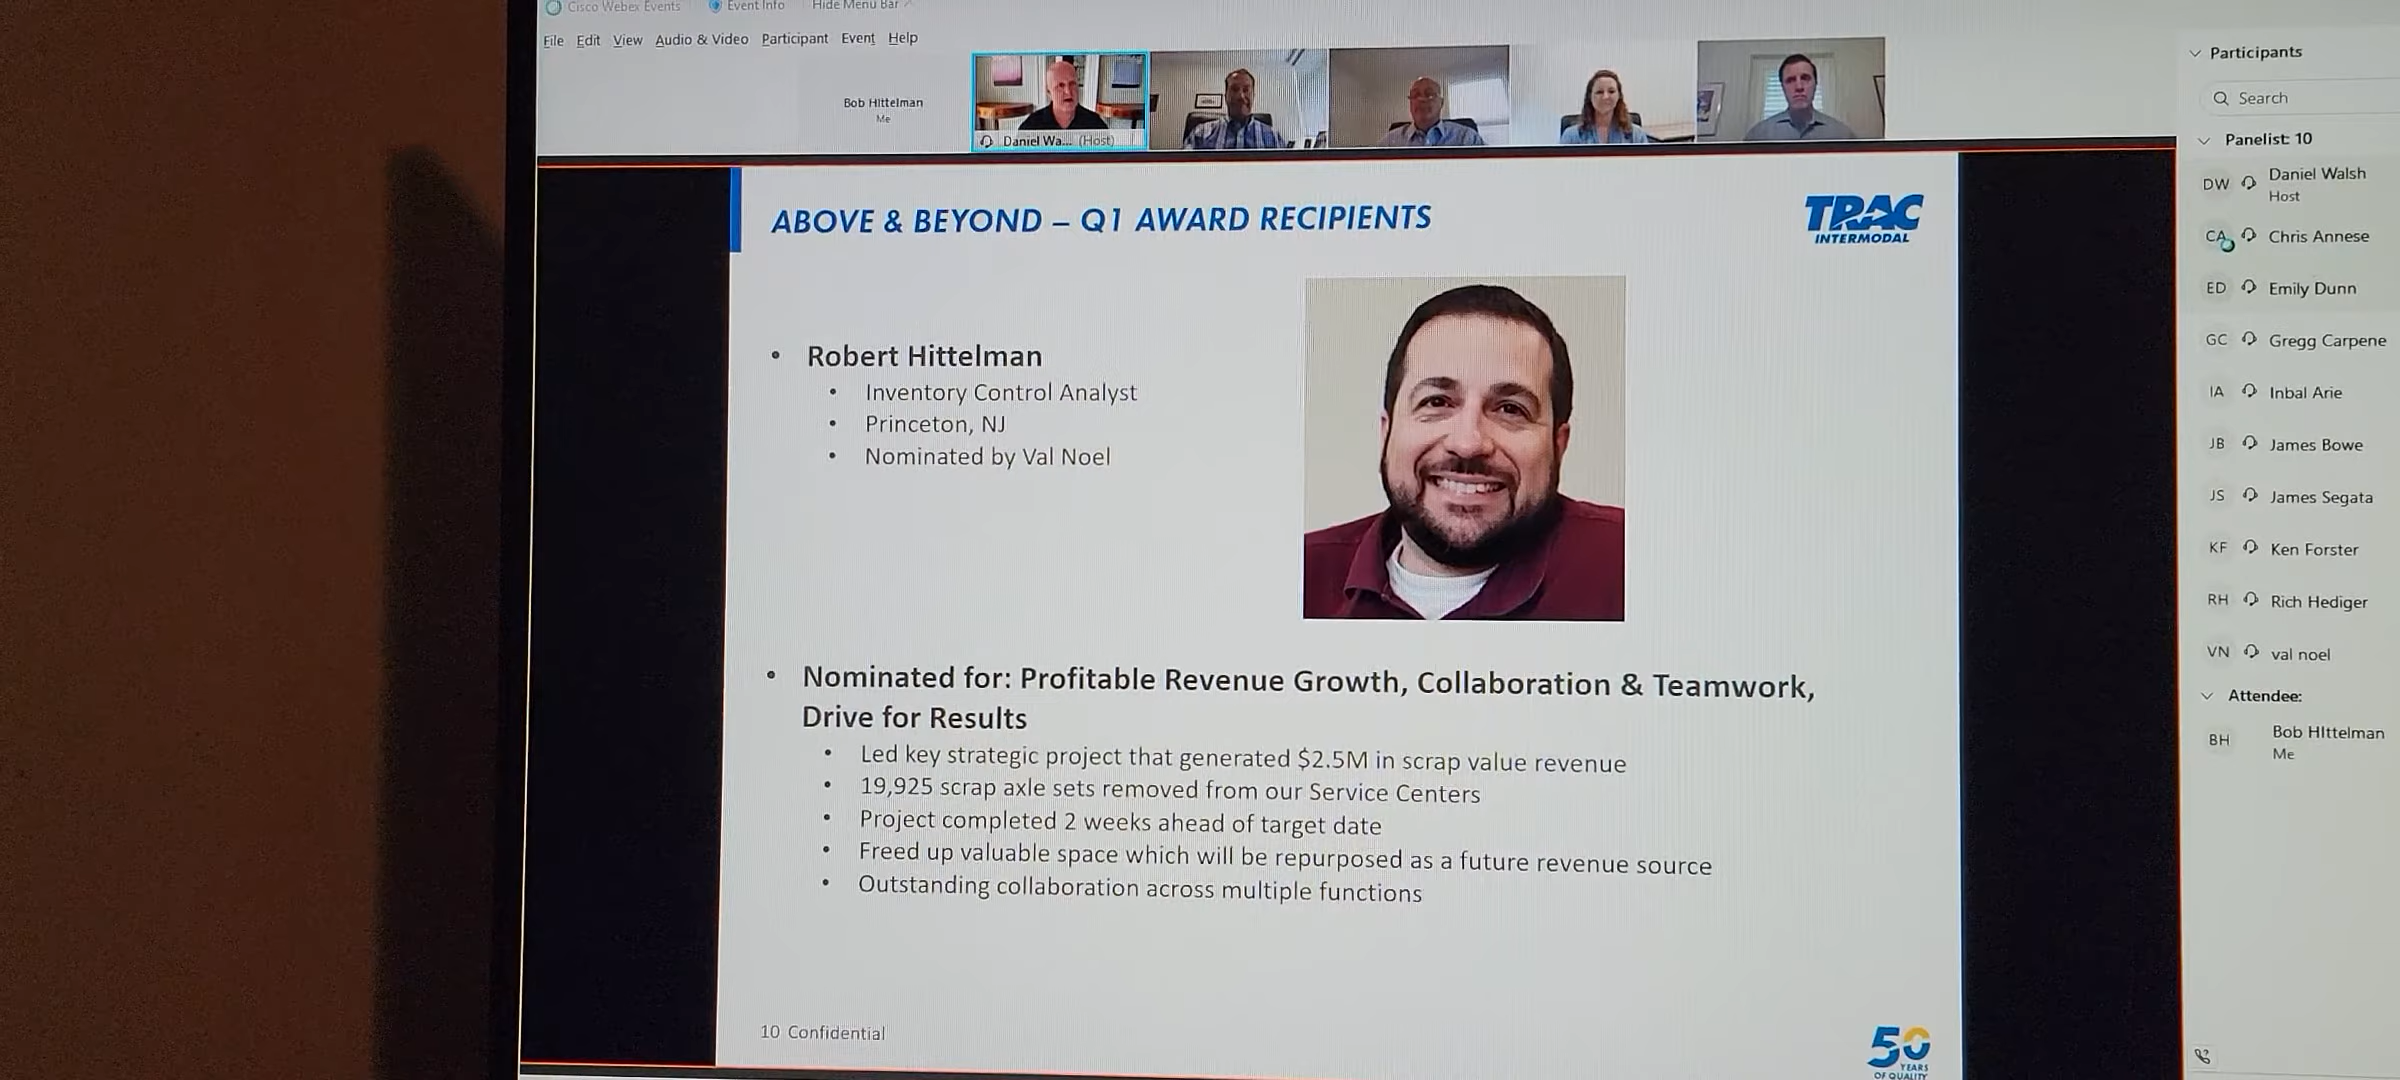 Cisco Webex Events Event Info Hide Menu Bar
File Edit View Audio & Video Participant Event Help
Bob HIttelman
Me
Daniel Wa... (Host)
ABOVE & BEYOND – Q1 AWARD RECIPIENTS
TRAC
INTERMODAL
• Robert Hittelman
• Inventory Control Analyst
• Princeton, NJ
• Nominated by Val Noel
• Nominated for: Profitable Revenue Growth, Collaboration & Teamwork,
Drive for Results
• Led key strategic project that generated $2.5M in scrap value revenue
• 19,925 scrap axle sets removed from our Service Centers
• Project completed 2 weeks ahead of target date
• Freed up valuable space which will be repurposed as a future revenue source
• Outstanding collaboration across multiple functions
10 Confidential
50
YEARS
OF QUALITY
Participants
Search
Panelist: 10
DW Daniel Walsh
Host
CA Chris Annese
ED Emily Dunn
GC Gregg Carpene
IA Inbal Arie
JB James Bowe
JS James Segata
KF Ken Forster
RH Rich Hediger
VN val noel
Attendee:
BH Bob HIttelman
Me